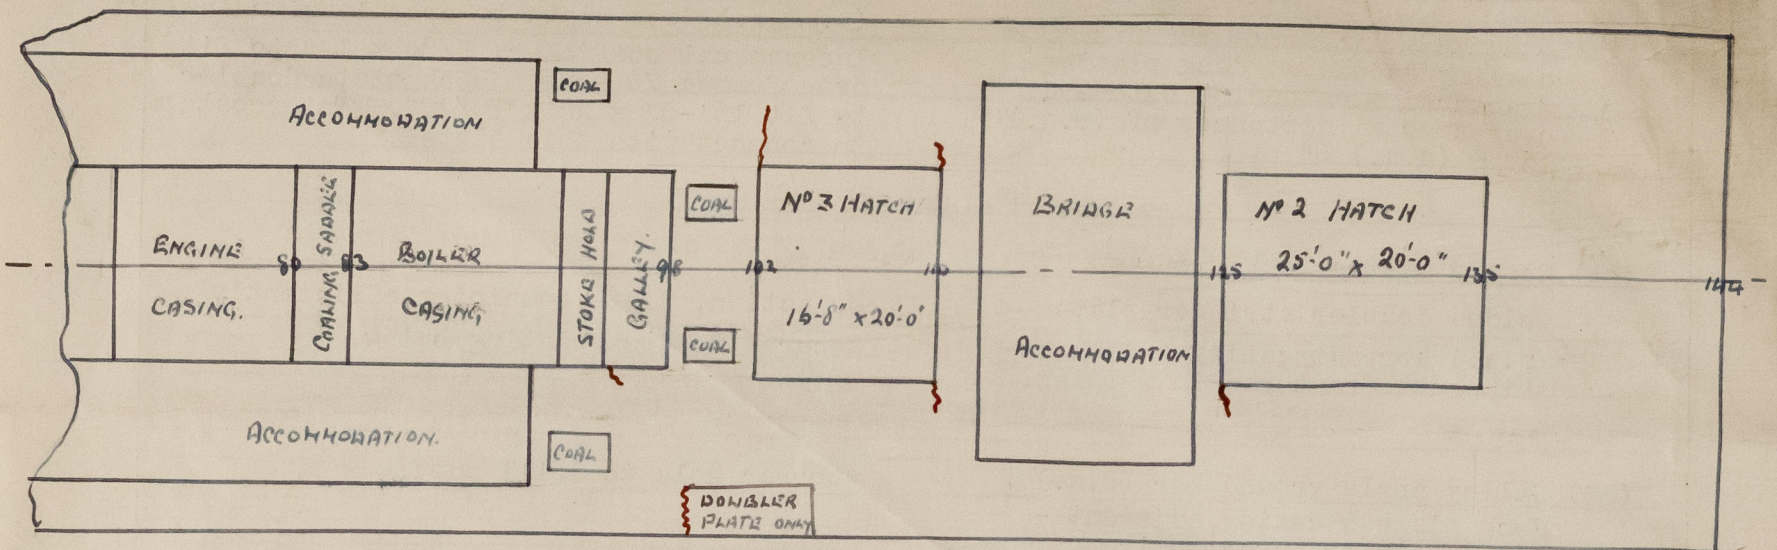 COAL
ACCOMMODATION
ENGINE
CASING.
80
COALING SADDLE
83
BOILER
CASING
STOKE HOLD
GALLEY.
98
COAL
COAL
102
Nº 3 HATCH
110
16'-8" x 20'-0"
BRIDGE
ACCOMMODATION
125
Nº 2 HATCH
25'-0" x 20'-0"
135
144
ACCOMMODATION.
COAL
DOUBLER
PLATE ONLY